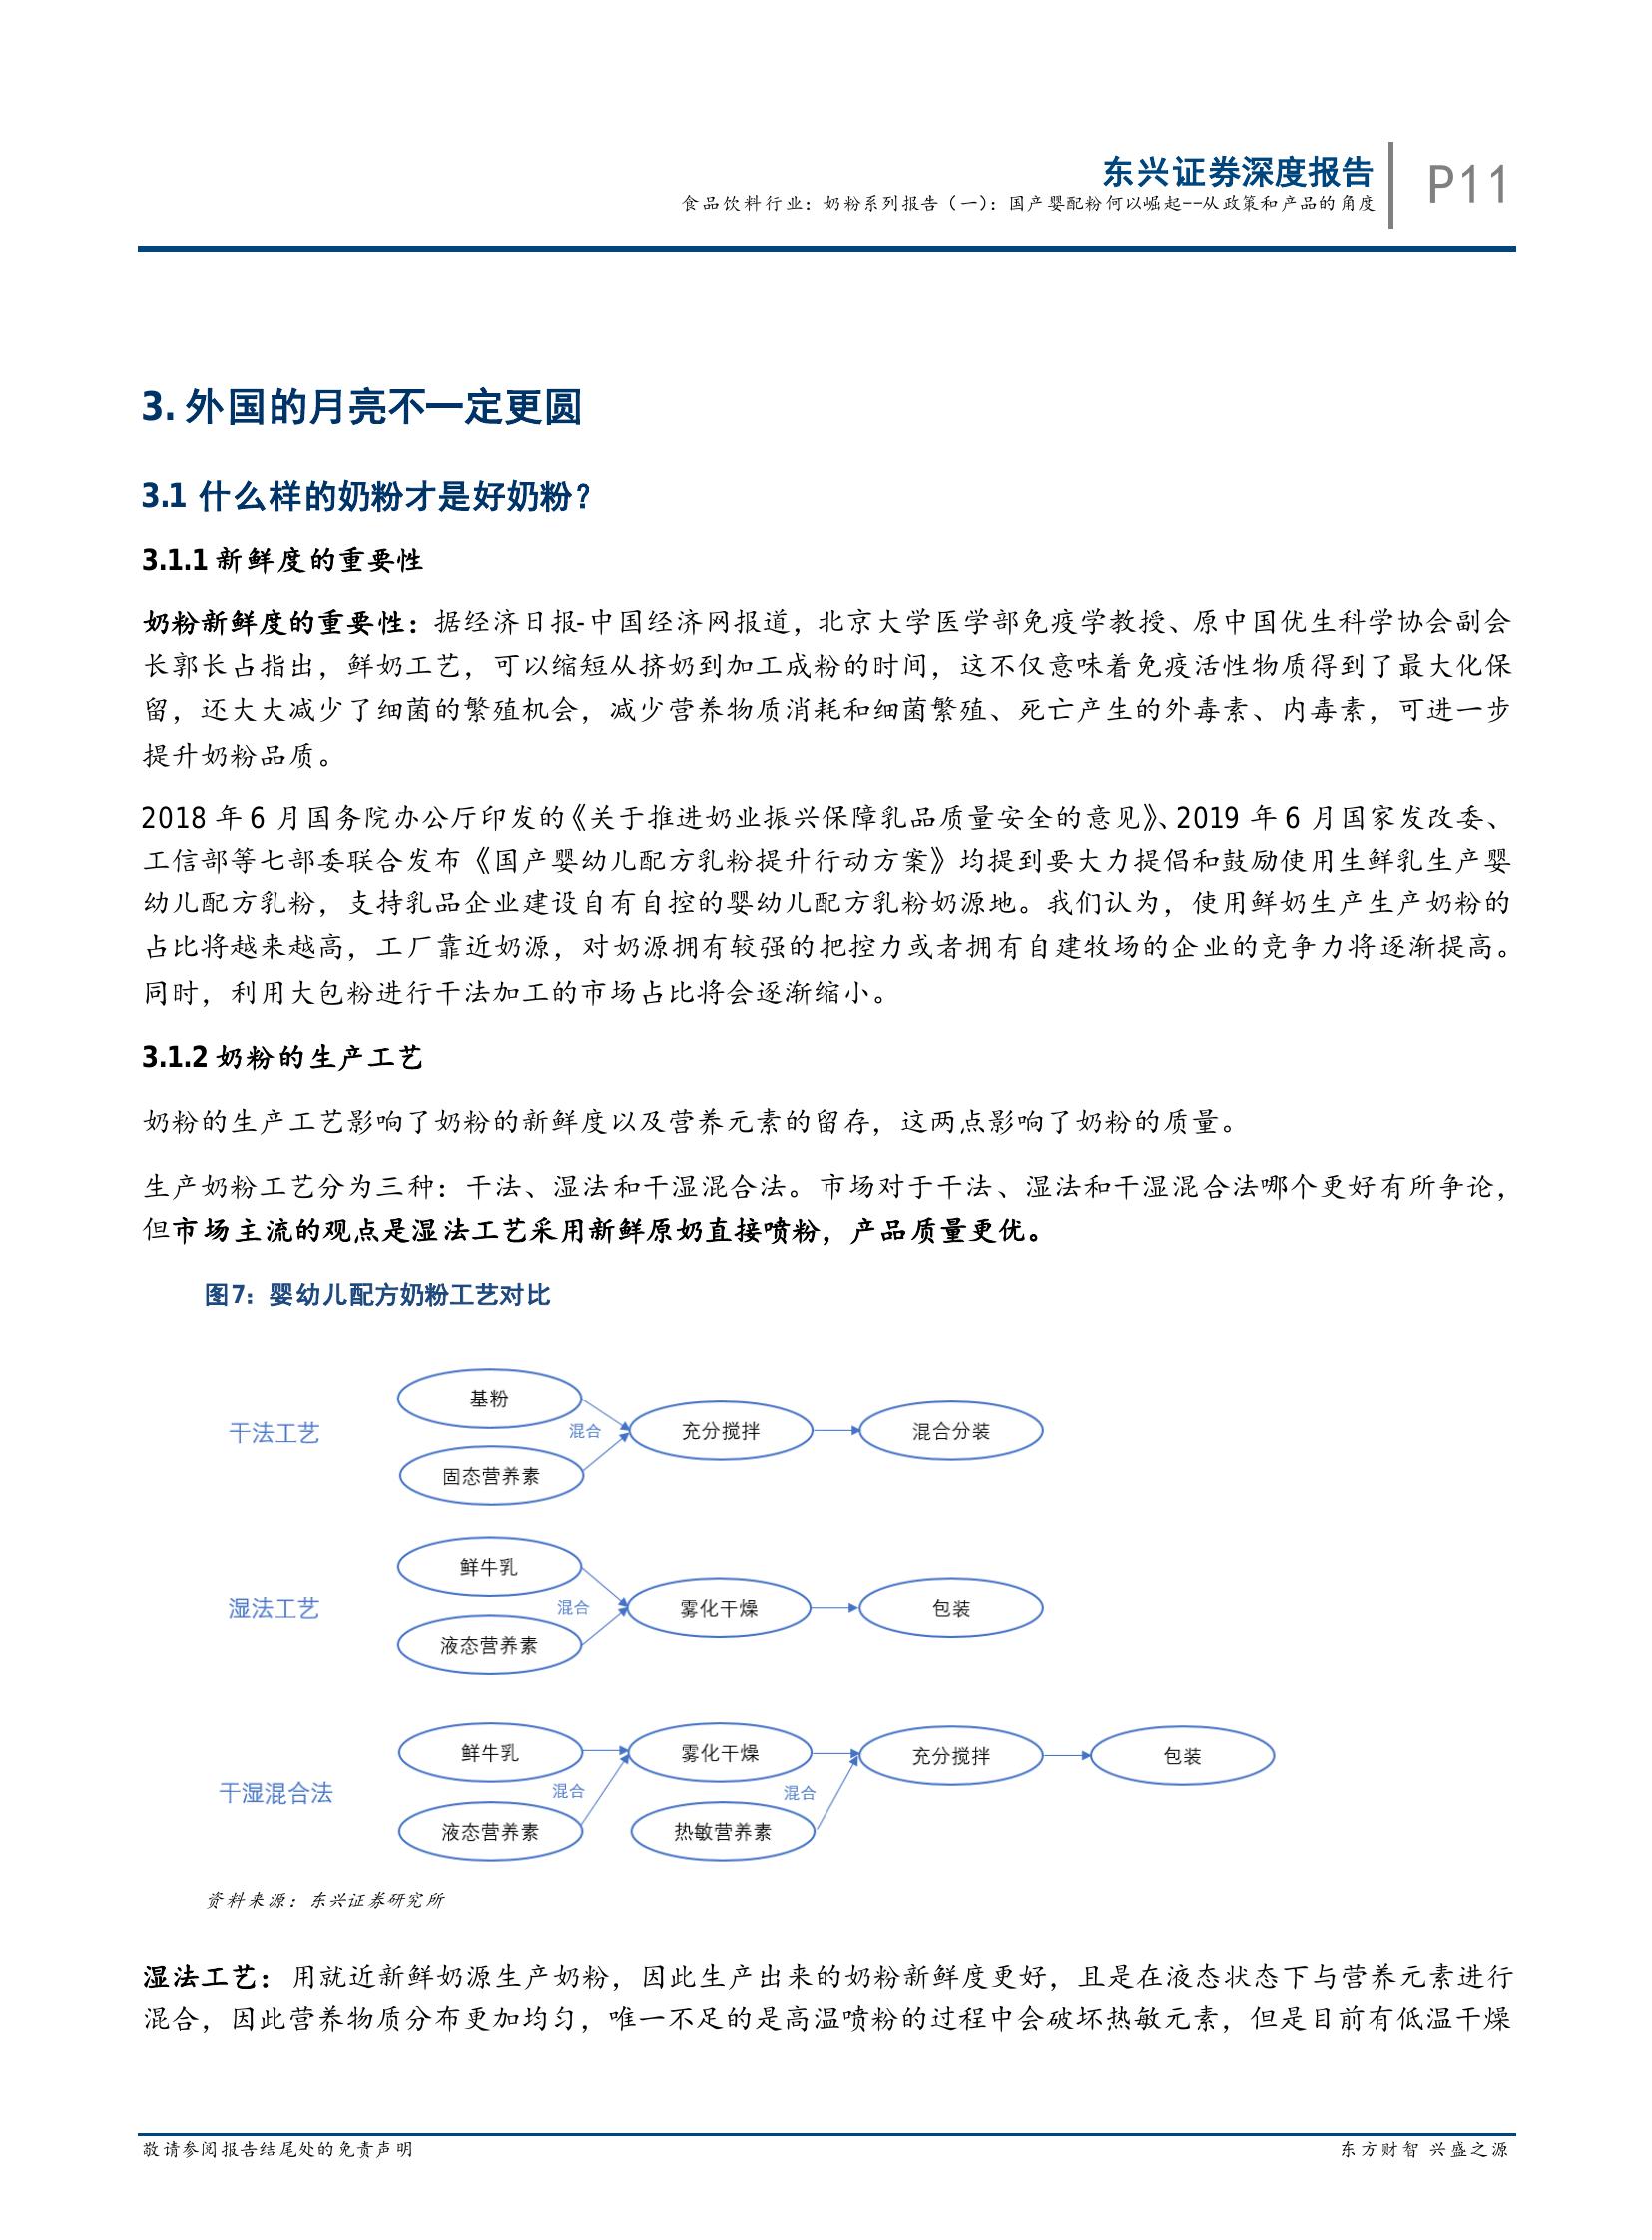 东兴证券深度报告
食品饮料行业：奶粉系列报告（一）：国产婴配粉何以崛起--从政策和产品的角度
P11
3. 外国的月亮不一定更圆
3.1 什么样的奶粉才是好奶粉？
3.1.1 新鲜度的重要性
奶粉新鲜度的重要性：据经济日报-中国经济网报道，北京大学医学部免疫学教授、原中国优生科学协会副会
长郭长占指出，鲜奶工艺，可以缩短从挤奶到加工成粉的时间，这不仅意味着免疫活性物质得到了最大化保
留，还大大减少了细菌的繁殖机会，减少营养物质消耗和细菌繁殖、死亡产生的外毒素、内毒素，可进一步
提升奶粉品质。
2018 年 6 月国务院办公厅印发的《关于推进奶业振兴保障乳品质量安全的意见》、2019 年 6 月国家发改委、
工信部等七部委联合发布《国产婴幼儿配方乳粉提升行动方案》均提到要大力提倡和鼓励使用生鲜乳生产婴
幼儿配方乳粉，支持乳品企业建设自有自控的婴幼儿配方乳粉奶源地。我们认为，使用鲜奶生产生产奶粉的
占比将越来越高，工厂靠近奶源，对奶源拥有较强的把控力或者拥有自建牧场的企业的竞争力将逐渐提高。
同时，利用大包粉进行干法加工的市场占比将会逐渐缩小。
3.1.2 奶粉的生产工艺
奶粉的生产工艺影响了奶粉的新鲜度以及营养元素的留存，这两点影响了奶粉的质量。
生产奶粉工艺分为三种：干法、湿法和干湿混合法。市场对于干法、湿法和干湿混合法哪个更好有所争论，
但市场主流的观点是湿法工艺采用新鲜原奶直接喷粉，产品质量更优。
图7：婴幼儿配方奶粉工艺对比
干法工艺
基粉
固态营养素
混合
充分搅拌
混合分装
湿法工艺
鲜牛乳
液态营养素
混合
雾化干燥
包装
干湿混合法
鲜牛乳
液态营养素
混合
雾化干燥
热敏营养素
混合
充分搅拌
包装
资料来源：东兴证券研究所
湿法工艺：用就近新鲜奶源生产奶粉，因此生产出来的奶粉新鲜度更好，且是在液态状态下与营养元素进行
混合，因此营养物质分布更加均匀，唯一不足的是高温喷粉的过程中会破坏热敏元素，但是目前有低温干燥
敬请参阅报告结尾处的免责声明
东方财智 兴盛之源